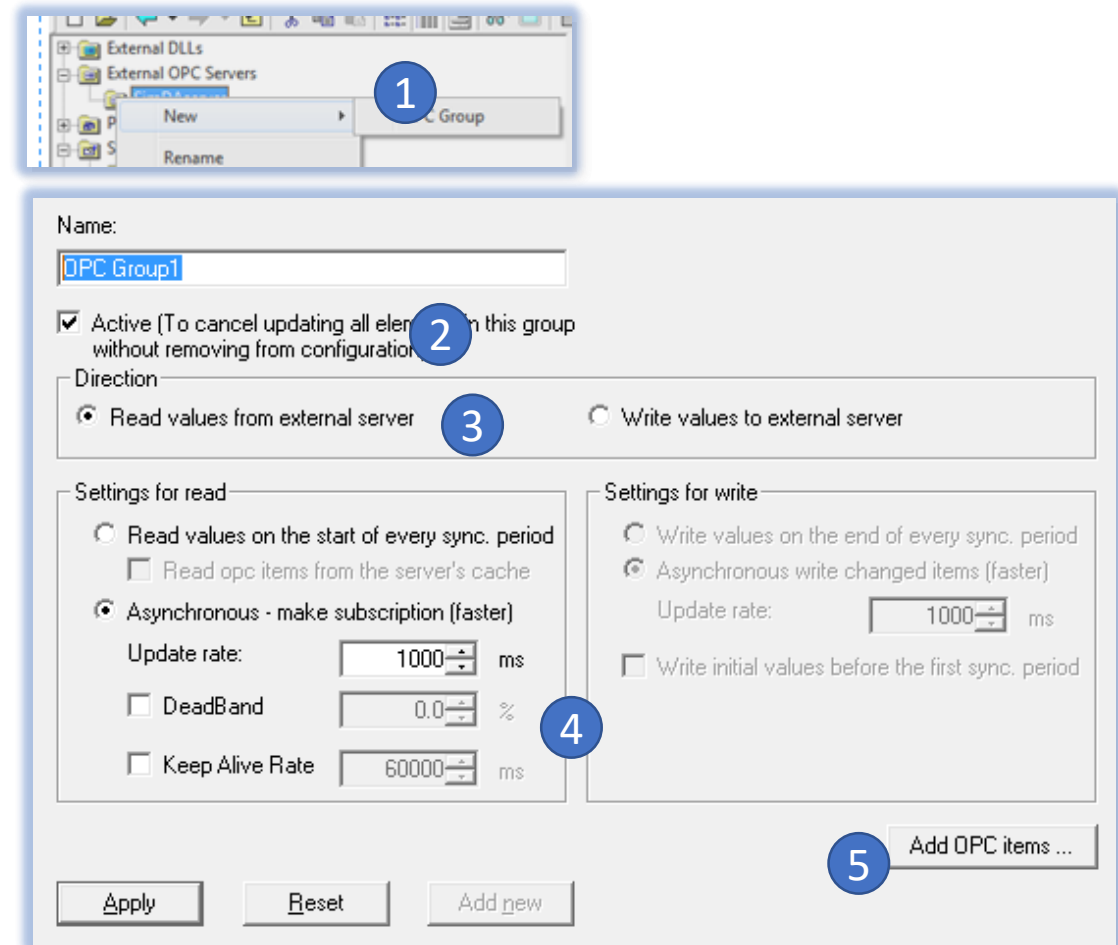 External DLLs
External OPC Servers
1
P
New
Group
S
Rename
Name:
OPC Group1
Active (To cancel updating all in this group
2
without removing from configuration
Direction
Read values from external server
3
Write values to external server
Settings for read
Settings for write
Read values on the start of every sync. period
Write values on the end of every sync. period
Read opc items from the server's cache
Asynchronous write changed items (faster)
Asynchronous - make subscription (faster)
Update rate:
1000
ms
Update rate:
1000
ms
Write initial values before the first sync. period
DeadBand
0.0
%
4
Keep Alive Rate
60000
ms
5
Add OPC items ...
Apply
Reset
Add new